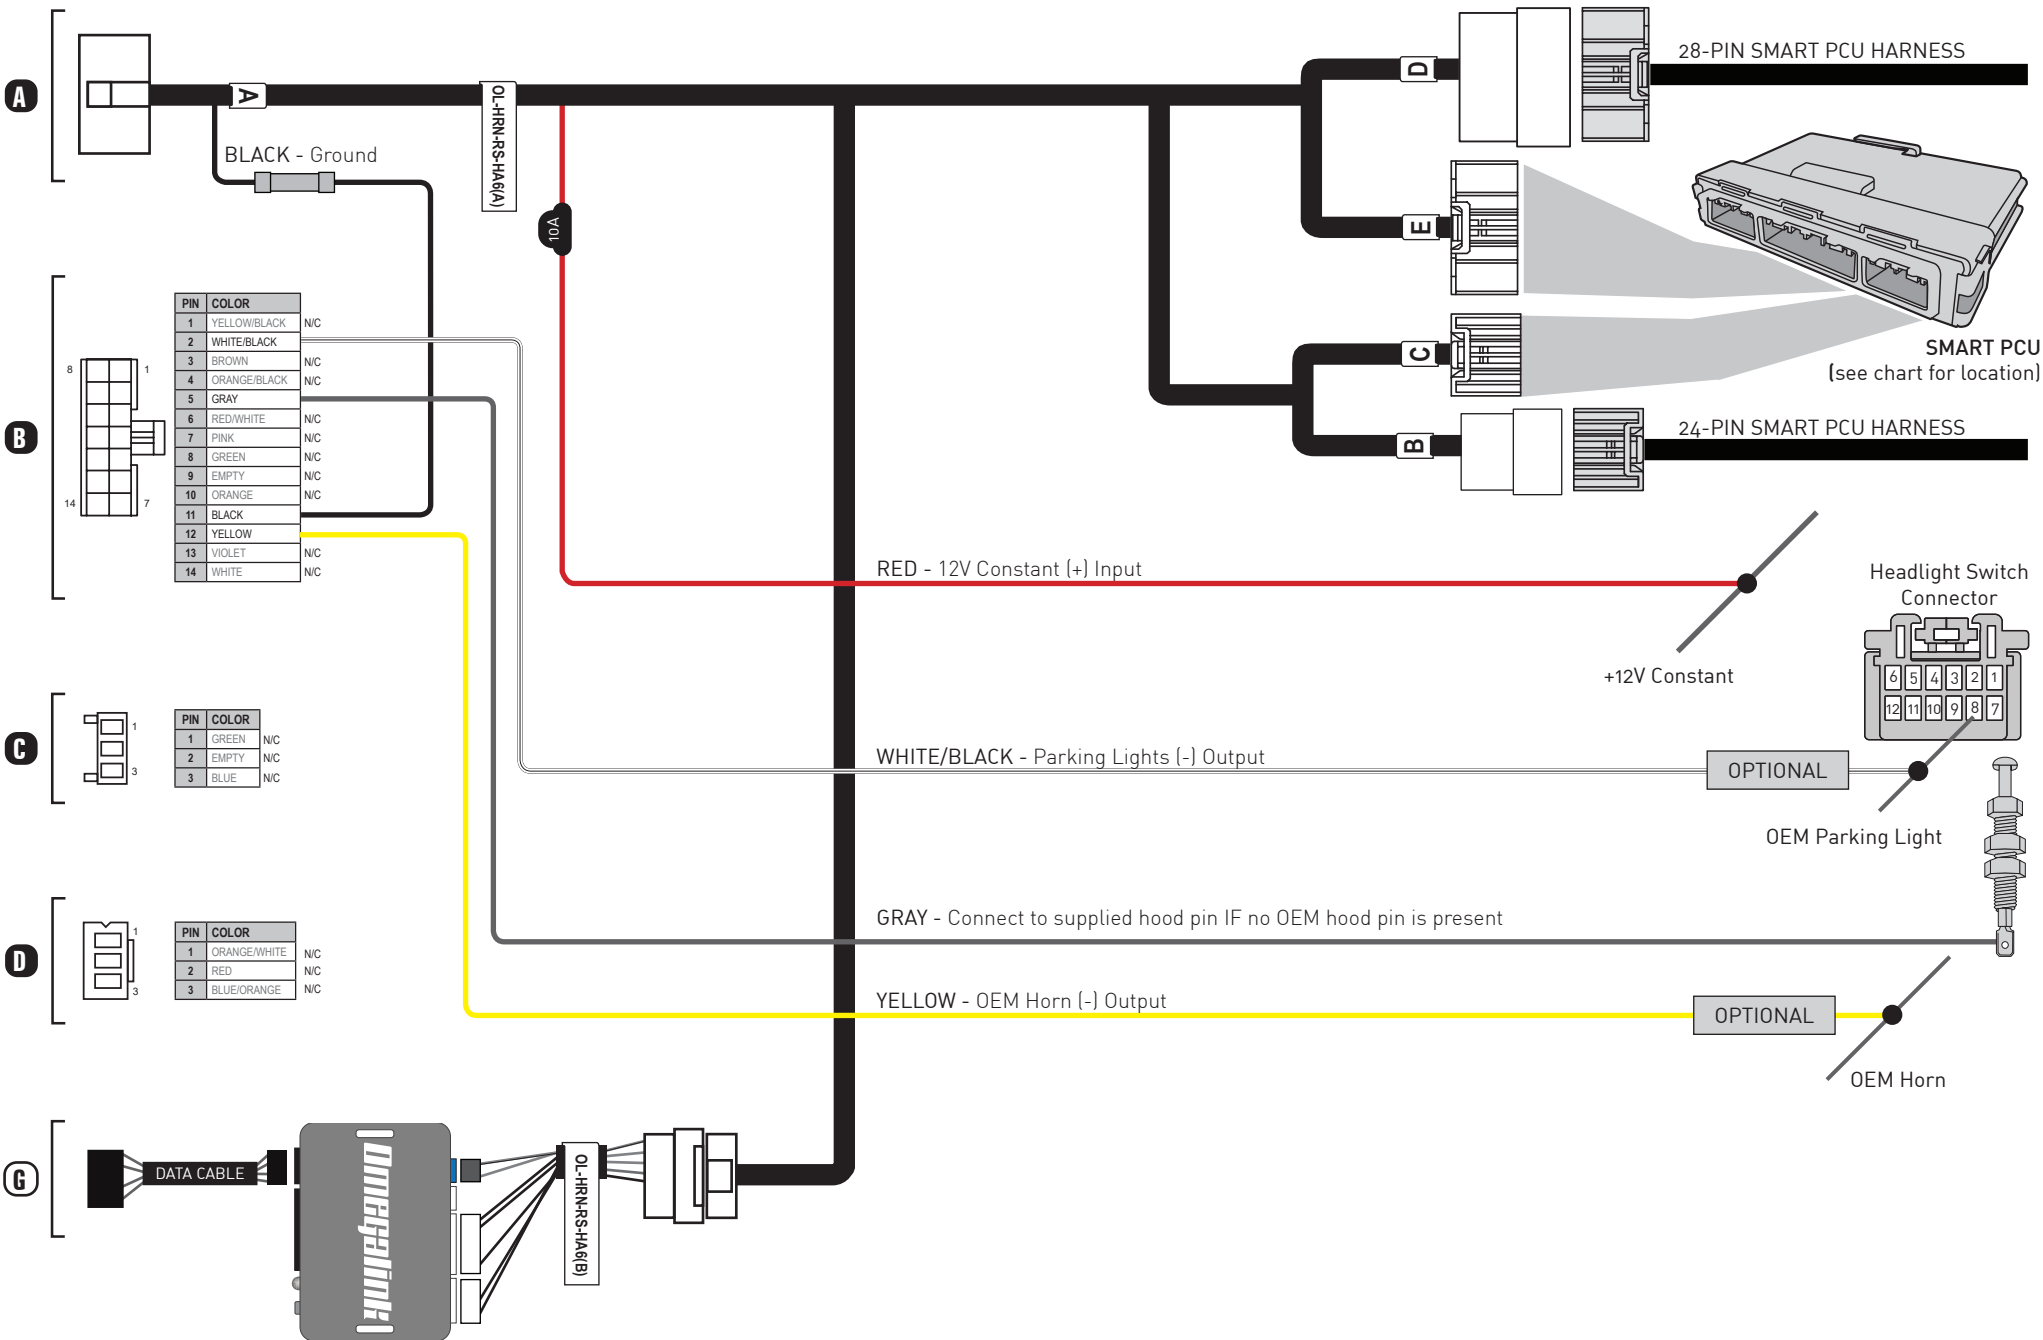 A
A
BLACK - Ground
OL-HRN-RS-HA6(A)
10A
D
28-PIN SMART PCU HARNESS
E
C
SMART PCU
(see chart for location)
B
24-PIN SMART PCU HARNESS
B
8 1
14 7
PIN COLOR
1 YELLOW/BLACK N/C
2 WHITE/BLACK
3 BROWN N/C
4 ORANGE/BLACK N/C
5 GRAY
6 RED/WHITE N/C
7 PINK N/C
8 GREEN N/C
9 EMPTY N/C
10 ORANGE N/C
11 BLACK
12 YELLOW
13 VIOLET N/C
14 WHITE N/C
RED - 12V Constant (+) Input
+12V Constant
Headlight Switch
Connector
6 5 4 3 2 1
12 11 10 9 8 7
C
1
3
PIN COLOR
1 GREEN N/C
2 EMPTY N/C
3 BLUE N/C
WHITE/BLACK - Parking Lights (-) Output
OPTIONAL
OEM Parking Light
D
1
3
PIN COLOR
1 ORANGE/WHITE N/C
2 RED N/C
3 BLUE/ORANGE N/C
GRAY - Connect to supplied hood pin IF no OEM hood pin is present
YELLOW - OEM Horn (-) Output
OPTIONAL
OEM Horn
G
DATA CABLE
Omegalink
OL-HRN-RS-HA6(B)